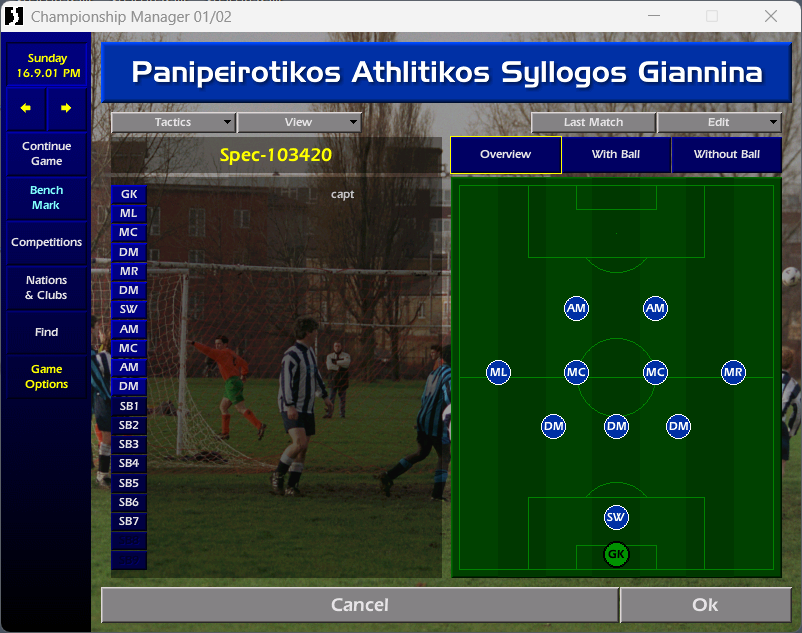 Championship Manager 01/02
Sunday
16.9.01 PM
Continue
Game
Bench
Mark
Competitions
Nations
& Clubs
Find
Game
Options
Panipeirotikos Athlitikos Syllogos Giannina
Tactics View Last Match Edit
Spec-103420
Overview With Ball Without Ball
GK capt
ML
MC
DM
MR
DM
SW
AM
MC
AM
DM
SB1
SB2
SB3
SB4
SB5
SB6
SB7
AM AM
ML MC MC MR
DM DM DM
SW
GK
Cancel Ok